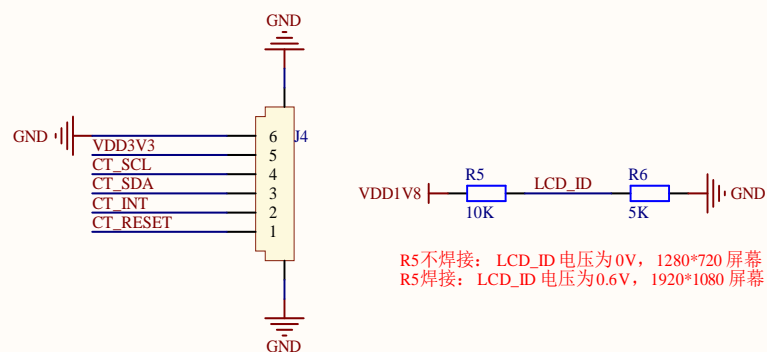 GND
GND
6
J4
VDD3V3
5
CT_SCL
4
CT_SDA
3
CT_INT
2
CT_RESET
1
GND
R5
R6
VDD1V8
LCD_ID
GND
10K
5K
R5不焊接： LCD_ID 电压为0V， 1280*720 屏幕
R5焊接： LCD_ID 电压为0.6V， 1920*1080 屏幕